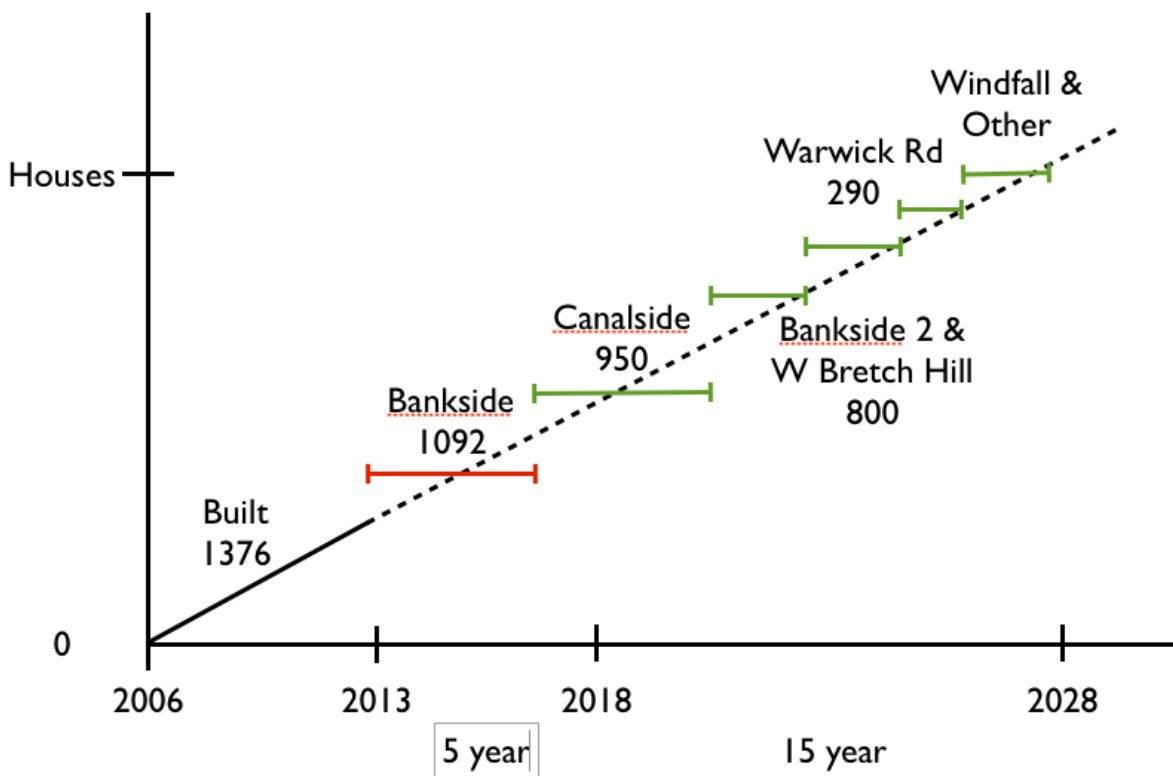 Windfall &
Other
Warwick Rd
290
Houses
Canalside
950
Bankside 2 &
W Bretch Hill
800
Bankside
1092
Built
1376
0
2006 2013 2018 2028
5 year 15 year